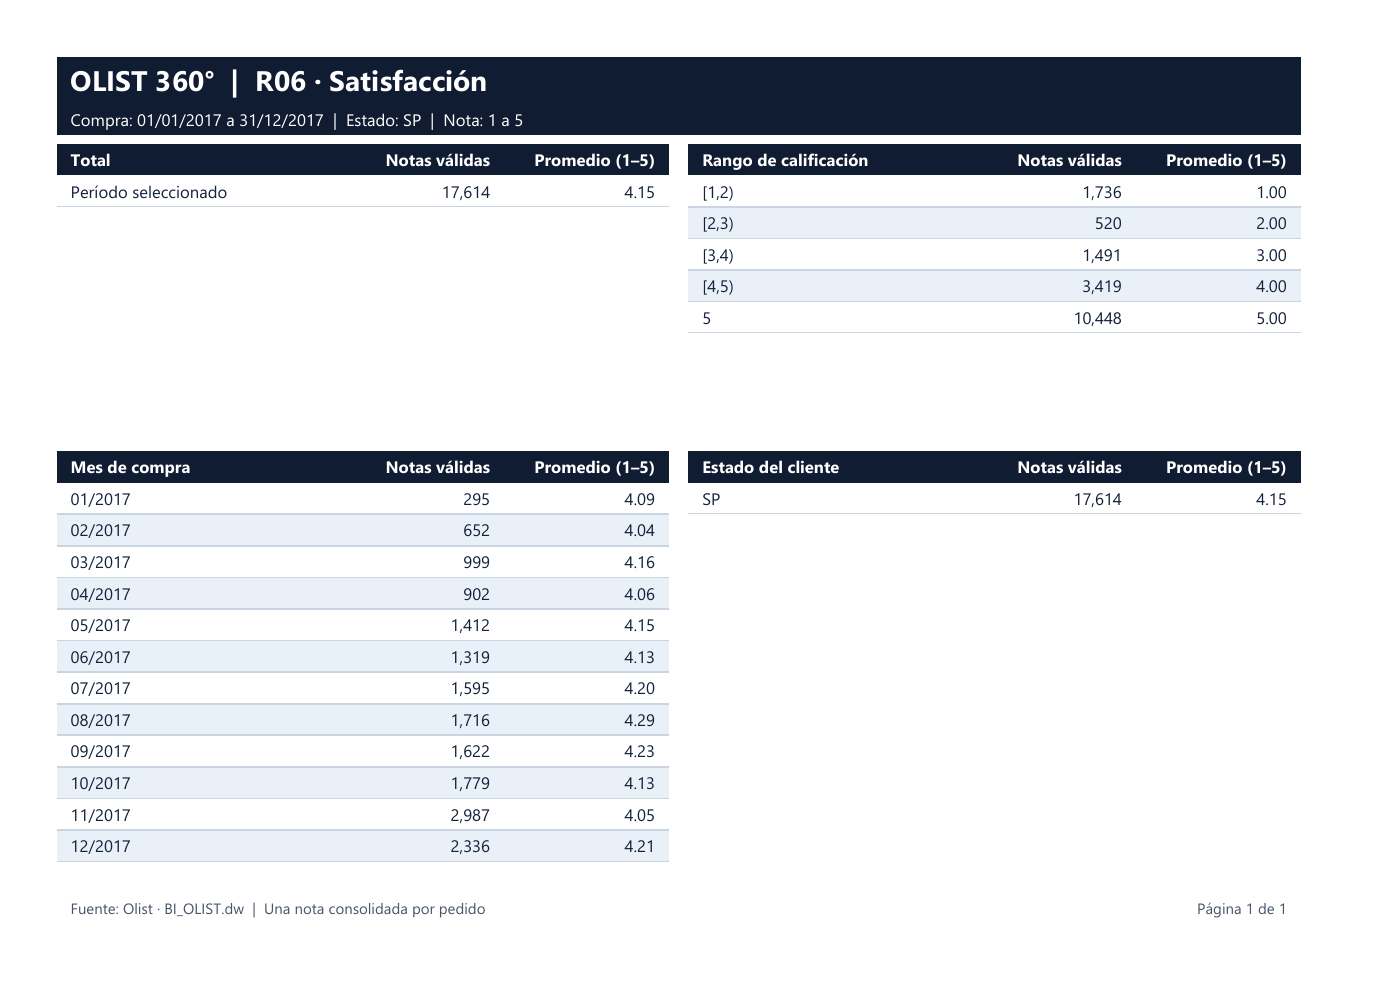 OLIST 360° | R06 · Satisfacción
Compra: 01/01/2017 a 31/12/2017 | Estado: SP | Nota: 1 a 5
Total Notas válidas Promedio (1–5)
Período seleccionado 17,614 4.15
Rango de calificación Notas válidas Promedio (1–5)
[1,2) 1,736 1.00
[2,3) 520 2.00
[3,4) 1,491 3.00
[4,5) 3,419 4.00
5 10,448 5.00
Mes de compra Notas válidas Promedio (1–5)
01/2017 295 4.09
02/2017 652 4.04
03/2017 999 4.16
04/2017 902 4.06
05/2017 1,412 4.15
06/2017 1,319 4.13
07/2017 1,595 4.20
08/2017 1,716 4.29
09/2017 1,622 4.23
10/2017 1,779 4.13
11/2017 2,987 4.05
12/2017 2,336 4.21
Estado del cliente Notas válidas Promedio (1–5)
SP 17,614 4.15
Fuente: Olist · BI_OLIST.dw | Una nota consolidada por pedido
Página 1 de 1